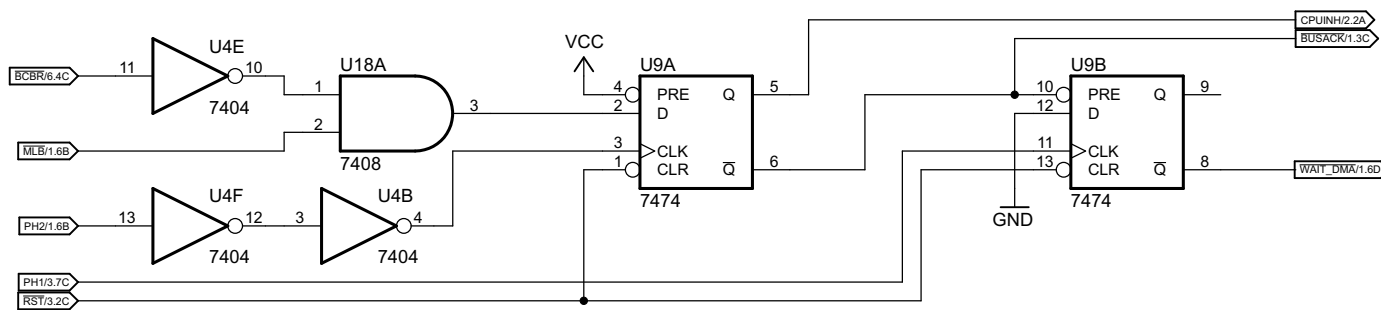 CPUINH/2.2A
BUSACK/1.3C
U4E
VCC
BCBR/6.4C 11 10
U18A
U9A
U9B
1
4 PRE Q 5
10 PRE Q 9
7404
3
2 D
12 D
2
3 CLK
11 CLK
MLB/1.6B
7408
1 CLR Q 6
13 CLR Q 8
WAIT_DMA/1.6D
U4F
U4B
7474
7474
PH2/1.6B 13 12 3 4
GND
7404
7404
PH1/3.7C
RST/3.2C